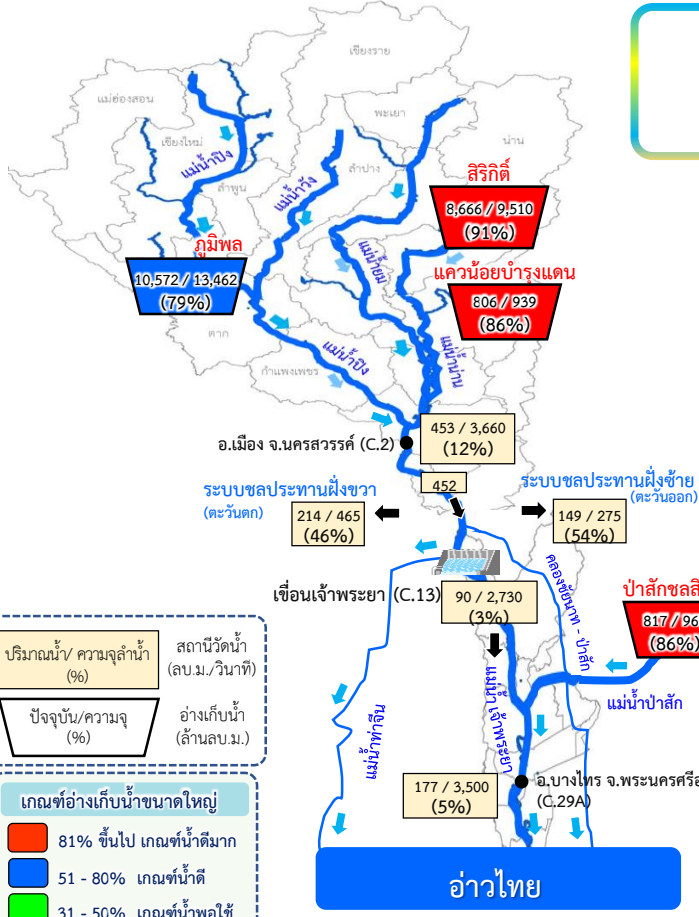 เชียงราย
แม่ฮ่องสอน
พะเยา
เชียงใหม่
น่าน
แม่น้ำปิง
ลำพูน
ลำปาง
แม่น้ำวัง
สิริกิติ์
8,666 / 9,510
(91%)
ภูมิพล
10,572 / 13,462
(79%)
แม่น้ำยม
แควน้อยบำรุงแดน
806 / 939
(86%)
ตาก
แม่น้ำปิง
กำแพงเพชร
แม่น้ำน่าน
อ.เมือง จ.นครสวรรค์ (C.2)
453 / 3,660
(12%)
452
ระบบชลประทานฝั่งขวา
(ตะวันตก)
214 / 465
(46%)
ระบบชลประทานฝั่งซ้าย
(ตะวันออก)
149 / 275
(54%)
เขื่อนเจ้าพระยา (C.13)
90 / 2,730
(3%)
คลองชัยนาท - ป่าสัก
ป่าสักชลสิ
817 / 96
(86%)
แม่น้ำป่าสัก
แม่น้ำท่าจีน
แม่น้ำเจ้าพระยา
177 / 3,500
(5%)
อ.บางไทร จ.พระนครศรีอ
(C.29A)
อ่าวไทย
ปริมาณน้ำ/ ความจุลำน้ำ
(%)
สถานีวัดน้ำ
(ลบ.ม./วินาที)
ปัจจุบัน/ความจุ
(%)
อ่างเก็บน้ำ
(ล้านลบ.ม.)
เกณฑ์อ่างเก็บน้ำขนาดใหญ่
81% ขึ้นไป เกณฑ์น้ำดีมาก
51 - 80% เกณฑ์น้ำดี
31 - 50% เกณฑ์น้ำพอใช้